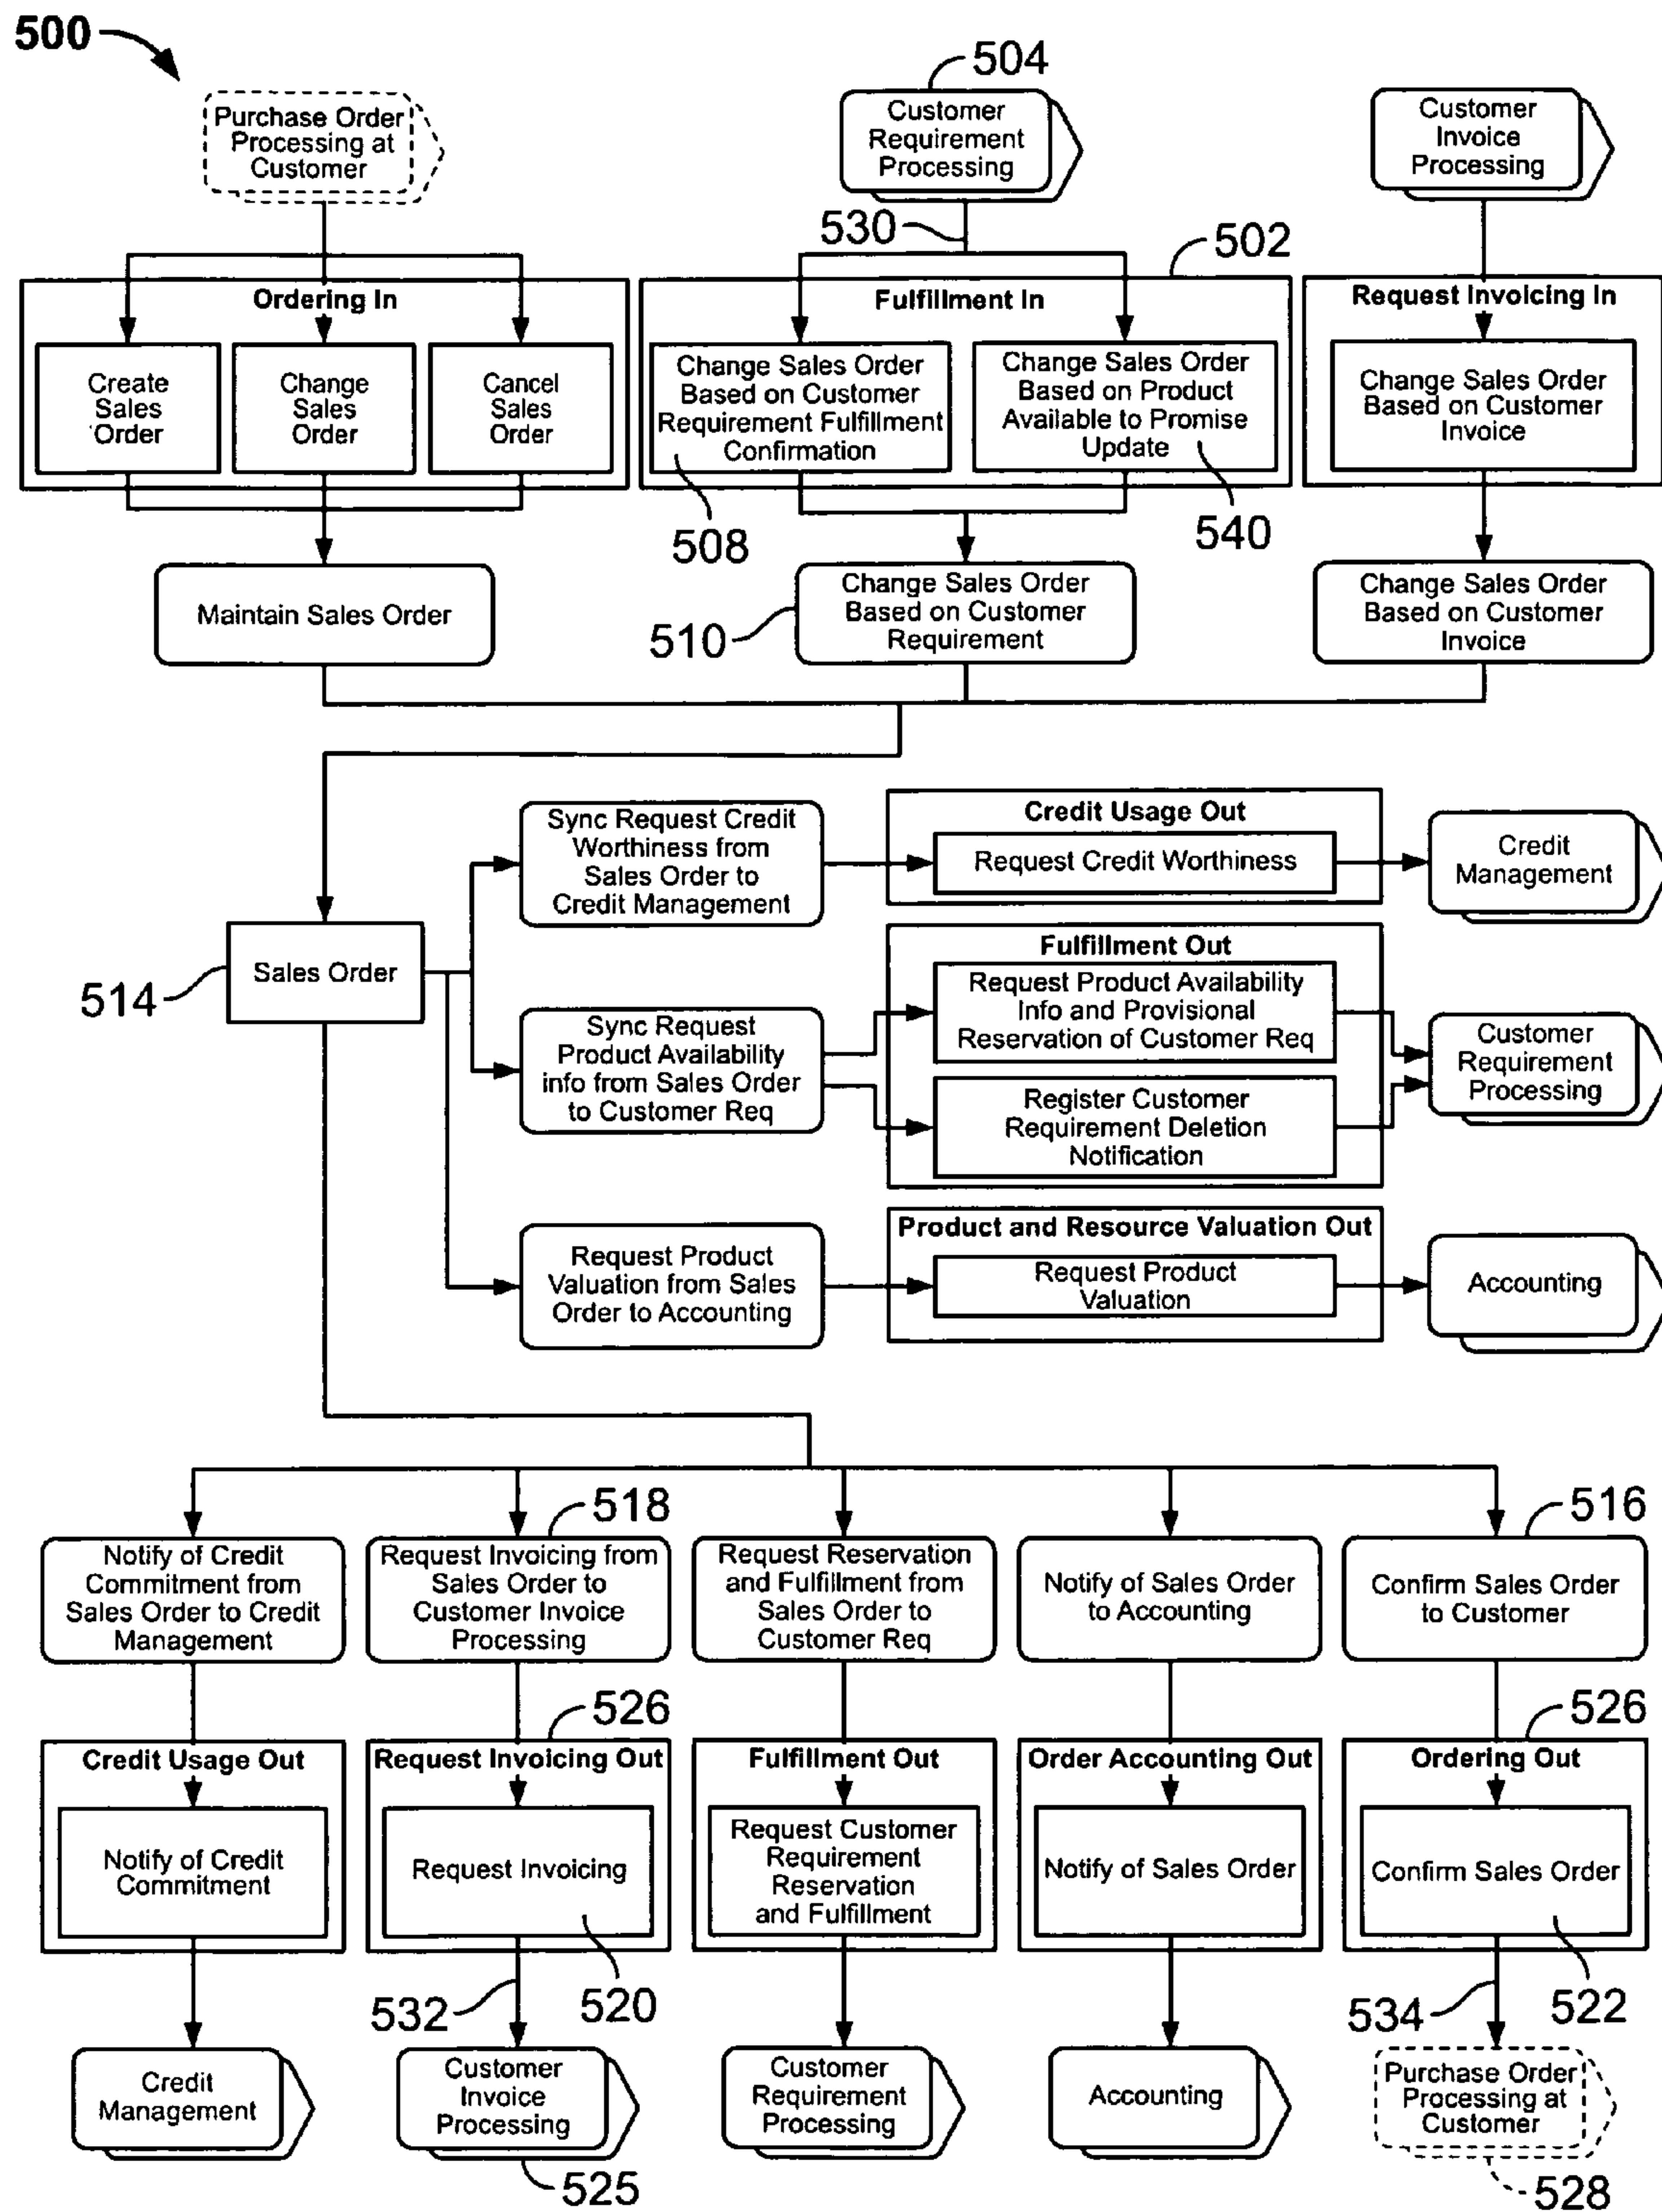 500
504
Purchase Order
Processing at
Customer
Customer
Requirement
Processing
Customer
Invoice
Processing
530
502
Ordering In
Create
Sales
Order
Change
Sales
Order
Cancel
Sales
Order
Fulfillment In
Change Sales Order
Based on Customer
Requirement Fulfillment
Confirmation
Change Sales Order
Based on Product
Available to Promise
Update
Request Invoicing In
Change Sales Order
Based on Customer
Invoice
508
540
Maintain Sales Order
510
Change Sales Order
Based on Customer
Requirement
Change Sales Order
Based on Customer
Invoice
Sync Request Credit
Worthiness from
Sales Order to
Credit Management
Credit Usage Out
Request Credit Worthiness
Credit
Management
514
Sales Order
Sync Request
Product Availability
info from Sales Order
to Customer Req
Fulfillment Out
Request Product Availability
Info and Provisional
Reservation of Customer Req
Register Customer
Requirement Deletion
Notification
Customer
Requirement
Processing
Request Product
Valuation from Sales
Order to Accounting
Product and Resource Valuation Out
Request Product
Valuation
Accounting
518
516
Notify of Credit
Commitment from
Sales Order to Credit
Management
Request Invoicing from
Sales Order to
Customer Invoice
Processing
Request Reservation
and Fulfillment from
Sales Order to
Customer Req
Notify of Sales Order
to Accounting
Confirm Sales Order
to Customer
526
526
Credit Usage Out
Notify of Credit
Commitment
Request Invoicing Out
Request Invoicing
Fulfillment Out
Request Customer
Requirement
Reservation
and Fulfillment
Order Accounting Out
Notify of Sales Order
Ordering Out
Confirm Sales Order
532
520
534
522
Credit
Management
Customer
Invoice
Processing
Customer
Requirement
Processing
Accounting
Purchase Order
Processing at
Customer
525
528